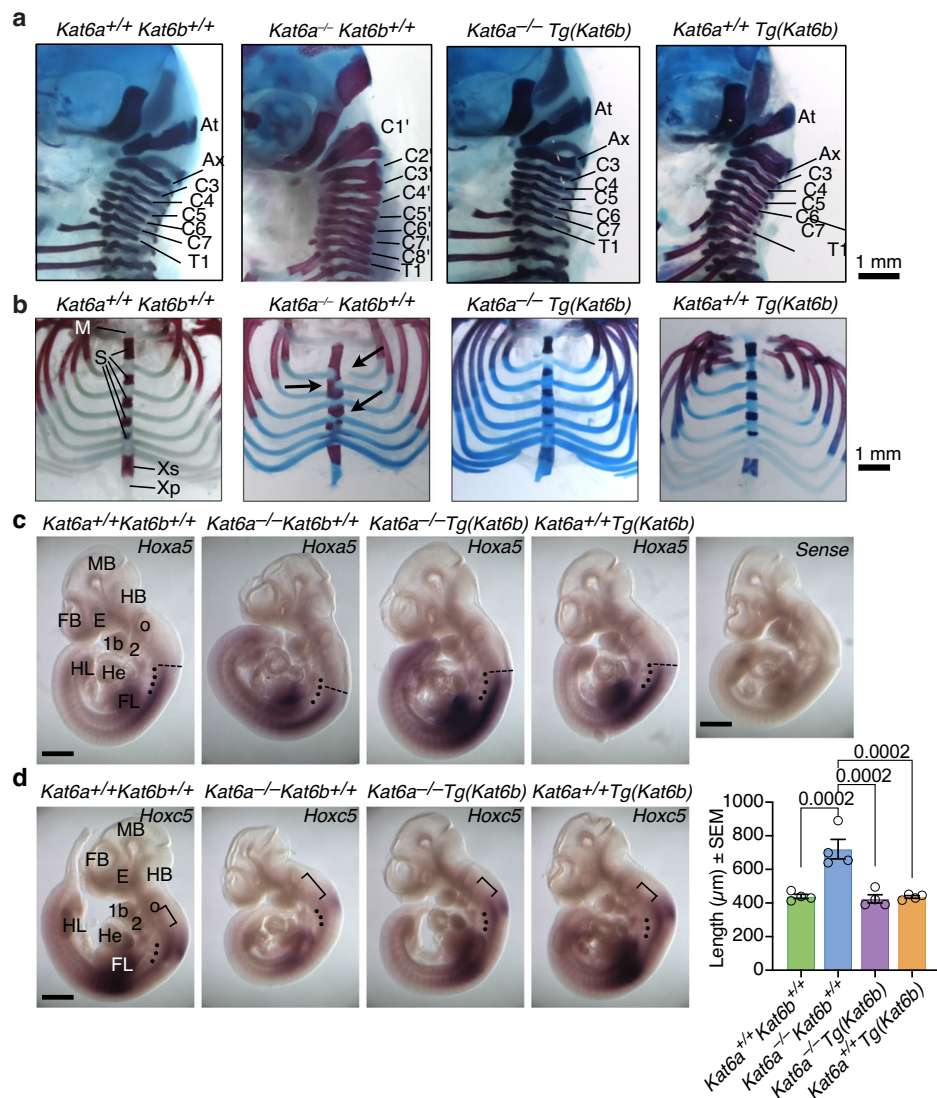 a
Kat6a+/+ Kat6b+/+
Kat6a–/– Kat6b+/+
Kat6a–/– Tg(Kat6b)
Kat6a+/+ Tg(Kat6b)
At
Ax
C3
C4
C5
C6
C7
T1
C1'
C2'
C3'
C4'
C5'
C6'
C7'
C8'
T1
At
Ax
C3
C4
C5
C6
T1
At
Ax
C3
C4
C5
C6
C7
T1
1 mm
b
Kat6a+/+ Kat6b+/+
Kat6a–/– Kat6b+/+
Kat6a–/– Tg(Kat6b)
Kat6a+/+ Tg(Kat6b)
M
S
Xs
Xp
1 mm
c
Kat6a+/+Kat6b+/+
Kat6a–/–Kat6b+/+
Kat6a–/–Tg(Kat6b)
Kat6a+/+Tg(Kat6b)
Hoxa5
Hoxa5
Hoxa5
Hoxa5
Sense
MB
HB
FB
E
o
1b
2
HL
He
FL
d
Kat6a+/+Kat6b+/+
Kat6a–/–Kat6b+/+
Kat6a–/–Tg(Kat6b)
Kat6a+/+Tg(Kat6b)
Hoxc5
Hoxc5
Hoxc5
Hoxc5
MB
FB
E
HB
1b
o
2
HL
He
FL
0.0002
0.0002
0.0002
Length (µm) ± SEM
1000
800
600
400
200
0
Kat6a+/+Kat6b+/+
Kat6a–/–Kat6b+/+
Kat6a–/–Tg(Kat6b)
Kat6a+/+Tg(Kat6b)